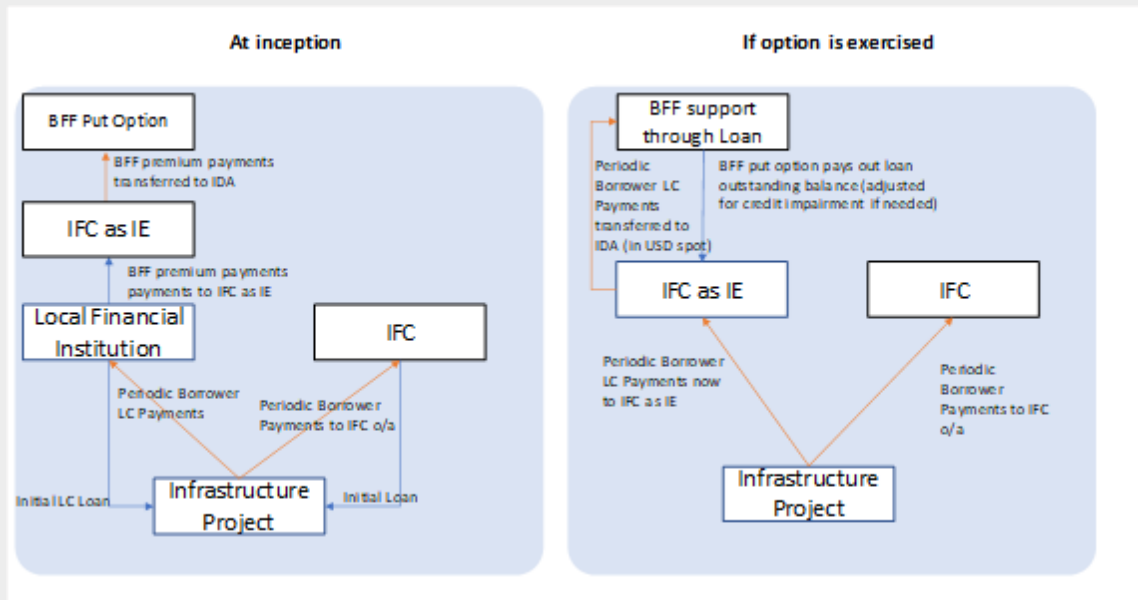 At inception
BFF Put Option
BFF premium payments
transferred to IDA
IFC as IE
BFF premium payments
payments to IFC as IE
Local Financial
Institution
IFC
Periodic Borrower
LC Payments
Periodic Borrower
Payments to IFC o/a
Initial LC Loan
Infrastructure
Project
Initial Loan
If option is exercised
BFF support
through Loan
Periodic
Borrower LC
Payments
transferred to
IDA (in USD spot)
BFF put option pays out loan
outstanding balance (adjusted
for credit impairment if needed)
IFC as IE
IFC
Periodic Borrower
LC Payments now
to IFC as IE
Periodic
Borrower
Payments to IFC
o/a
Infrastructure
Project